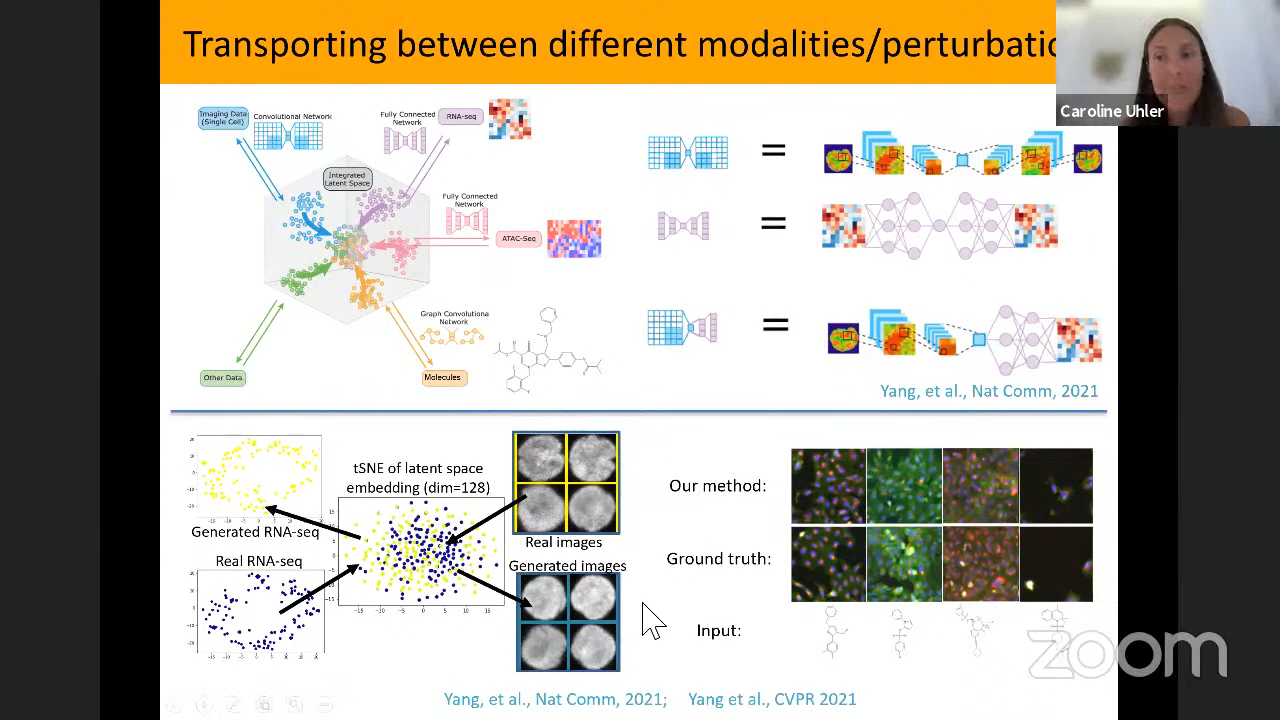 Transporting between different modalities/perturbatio
Caroline Uhler
Imaging Data
(Single Cell)
Convolutional Network
Fully Connected
Network
RNA-seq
Integrated
Latent Space
Fully Connected
Network
ATAC-Seq
Graph Convolutiona
Network
Other Data
Molecules
=
=
=
Yang, et al., Nat Comm, 2021
tSNE of latent space
embedding (dim=128)
Generated RNA-seq
Real RNA-seq
Real images
Generated images
Our method:
Ground truth:
Input:
zoom
Yang, et al., Nat Comm, 2021; Yang et al., CVPR 2021